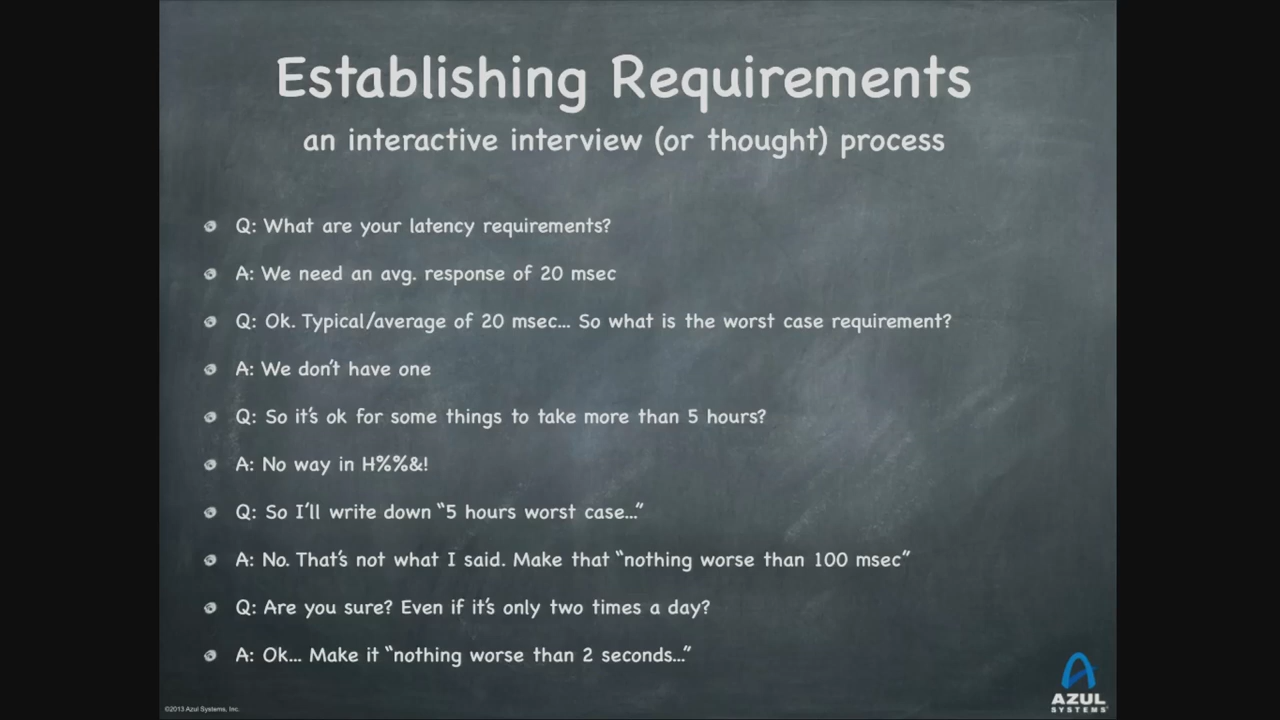 Establishing Requirements
an interactive interview (or thought) process
Q: What are your latency requirements?
A: We need an avg. response of 20 msec
Q: Ok. Typical/average of 20 msec... So what is the worst case requirement?
A: We don't have one
Q: So it's ok for some things to take more than 5 hours?
A: No way in H%%&!
Q: So I'll write down “5 hours worst case...”
A: No. That's not what I said. Make that “nothing worse than 100 msec”
Q: Are you sure? Even if it's only two times a day?
A: Ok... Make it “nothing worse than 2 seconds...”
©2013 Azul Systems, Inc.
AZUL
SYSTEMS